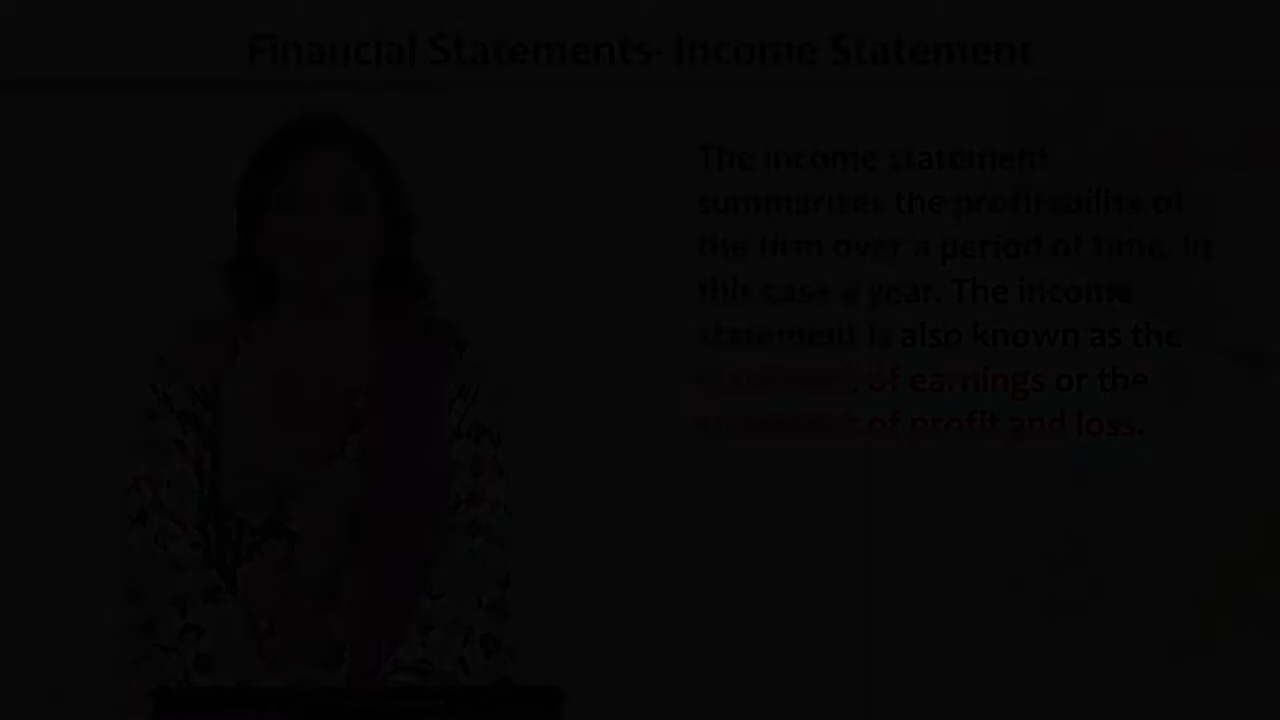 Financial Statements- Income Statement
The income statement
summarizes the profitability of
the firm over a period of time, in
this case a year. The income
statement is also known as the
statement of earnings or the
statement of profit and loss.